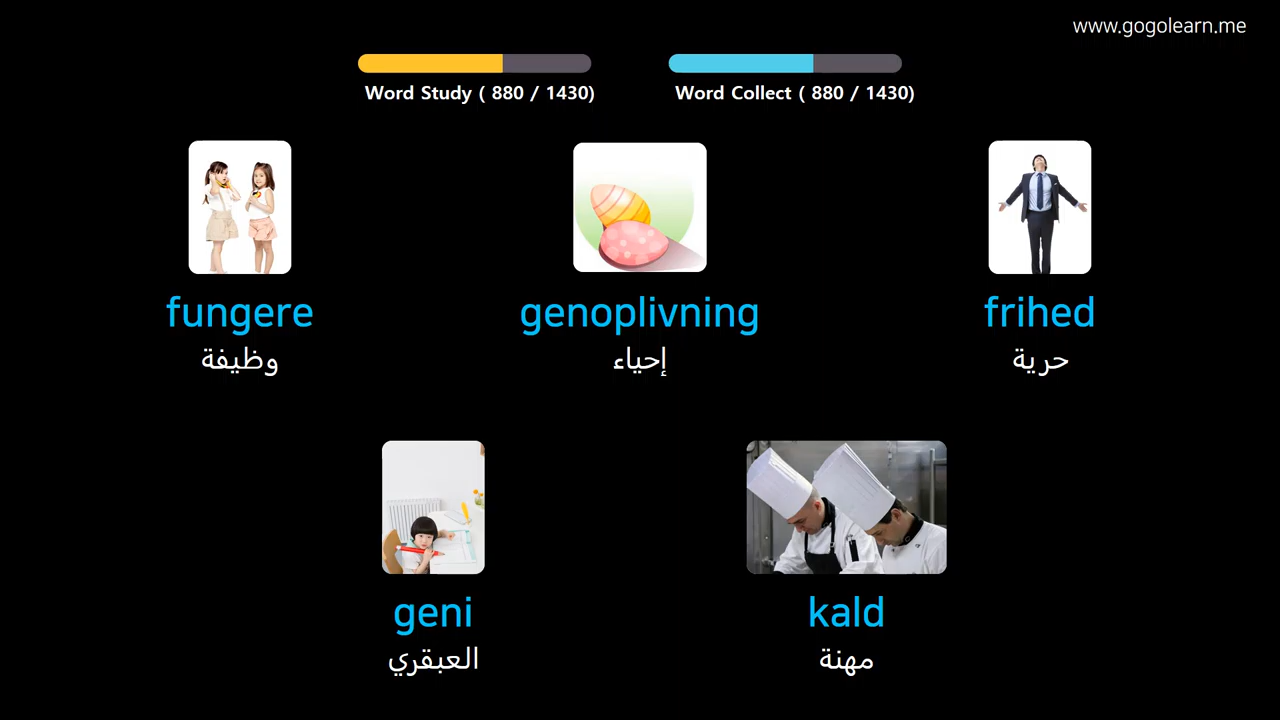 www.gogolearn.me
Word Study ( 880 / 1430)
Word Collect ( 880 / 1430)
fungere
وظيفة
genoplivning
إحياء
frihed
حرية
geni
العبقري
kald
مهنة